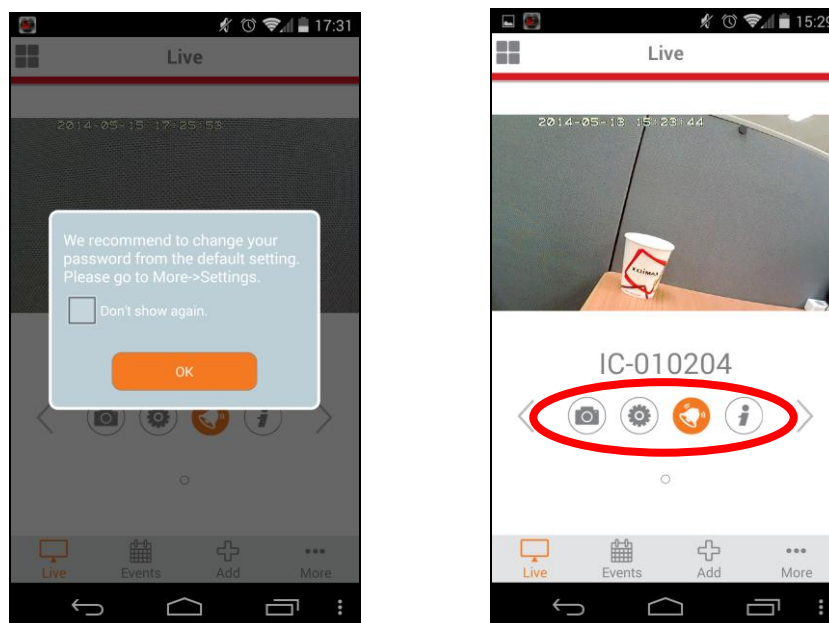 17:31
Live
2014-05-15 17:25:53
We recommend to change your
password from the default setting.
Please go to More->Settings.
Don't show again.
OK
Live
Events
Add
More
15:29
Live
2014-05-13 15:23:44
EDIMAX
IC-010204
Live
Events
Add
More